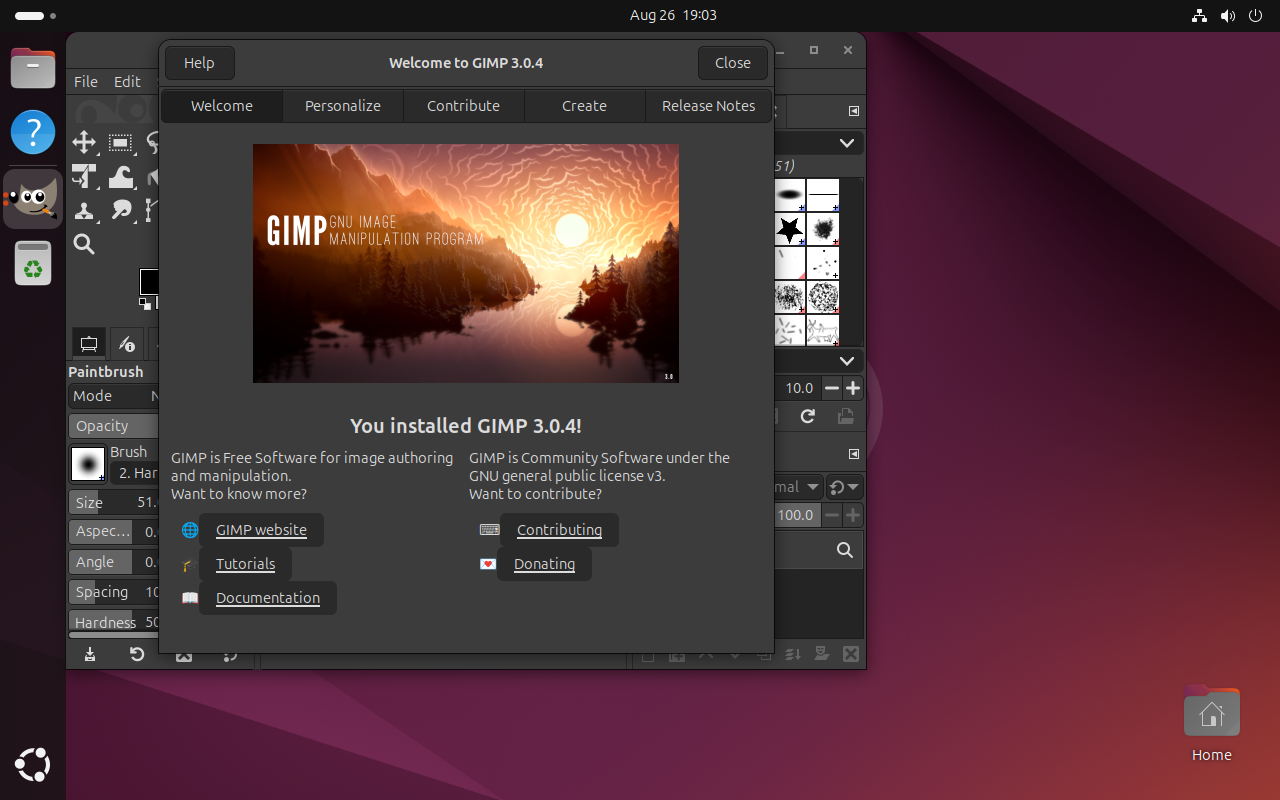 Aug 26 19:03
Help
Welcome to GIMP 3.0.4
Close
File Edit
Welcome
Personalize
Contribute
Create
Release Notes
51)
GIMP
GNU IMAGE
MANIPULATION PROGRAM
3.0
Paintbrush
Mode
Opacity
Brush
2. Har
Size 51.
Aspec... 0.
Angle 0.
Spacing 10
Hardness 50
10.0
mal
100.0
You installed GIMP 3.0.4!
GIMP is Free Software for image authoring
and manipulation.
Want to know more?
GIMP website
Tutorials
Documentation
GIMP is Community Software under the
GNU general public license v3.
Want to contribute?
Contributing
Donating
Home